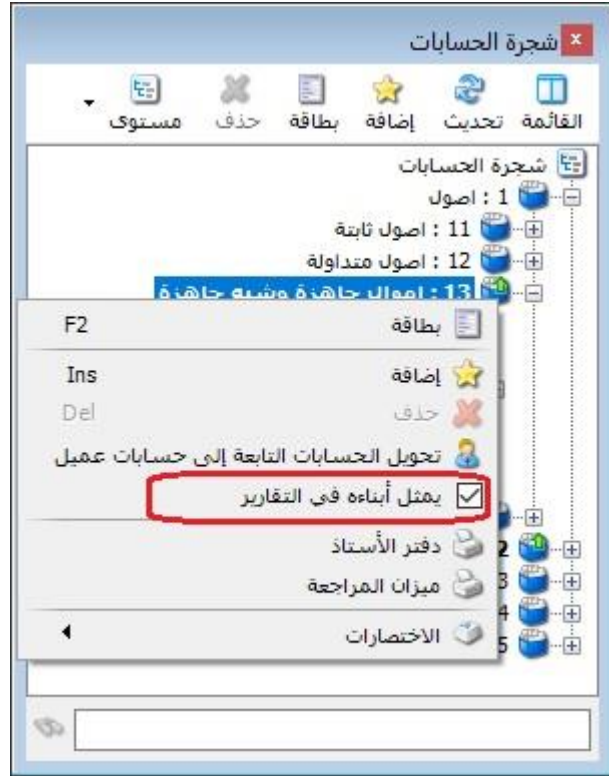 شجرة الحسابات
القائمة تحديث إضافة بطاقة حذف مستوى
شجرة الحسابات
1 : اصول
11 : اصول ثابتة
12 : اصول متداولة
13 : اموال جاهزة وشبه جاهزة
بطاقة F2
إضافة Ins
حذف Del
تحويل الحسابات التابعة إلى حسابات عميل
يمثل أبناءه في التقارير
دفتر الأستاذ
2
ميزان المراجعة
3
4
الاختصارات
5